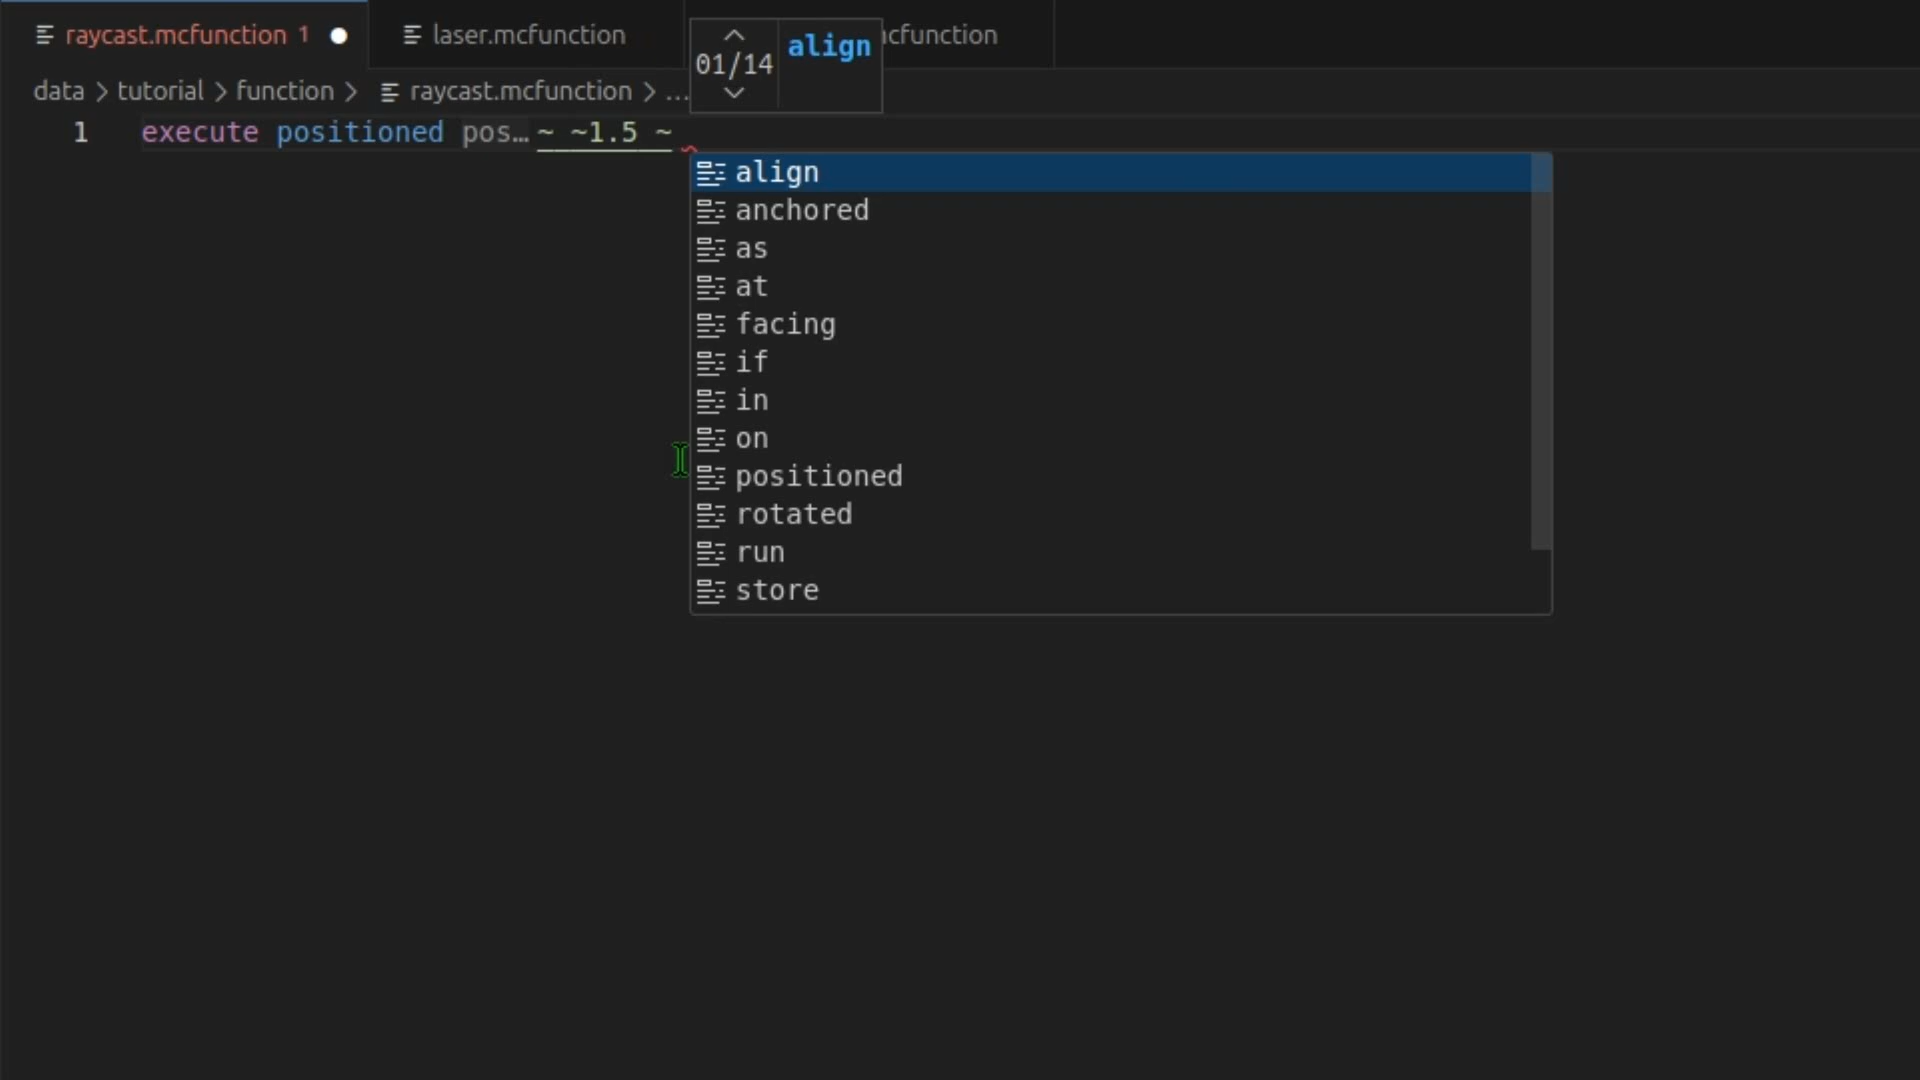 raycast.mcfunction 1 laser.mcfunction cfunction
01/14 align
data > tutorial > function > raycast.mcfunction > ...
1 execute positioned pos… ~ ~1.5 ~
align
anchored
as
at
facing
if
in
on
positioned
rotated
run
store